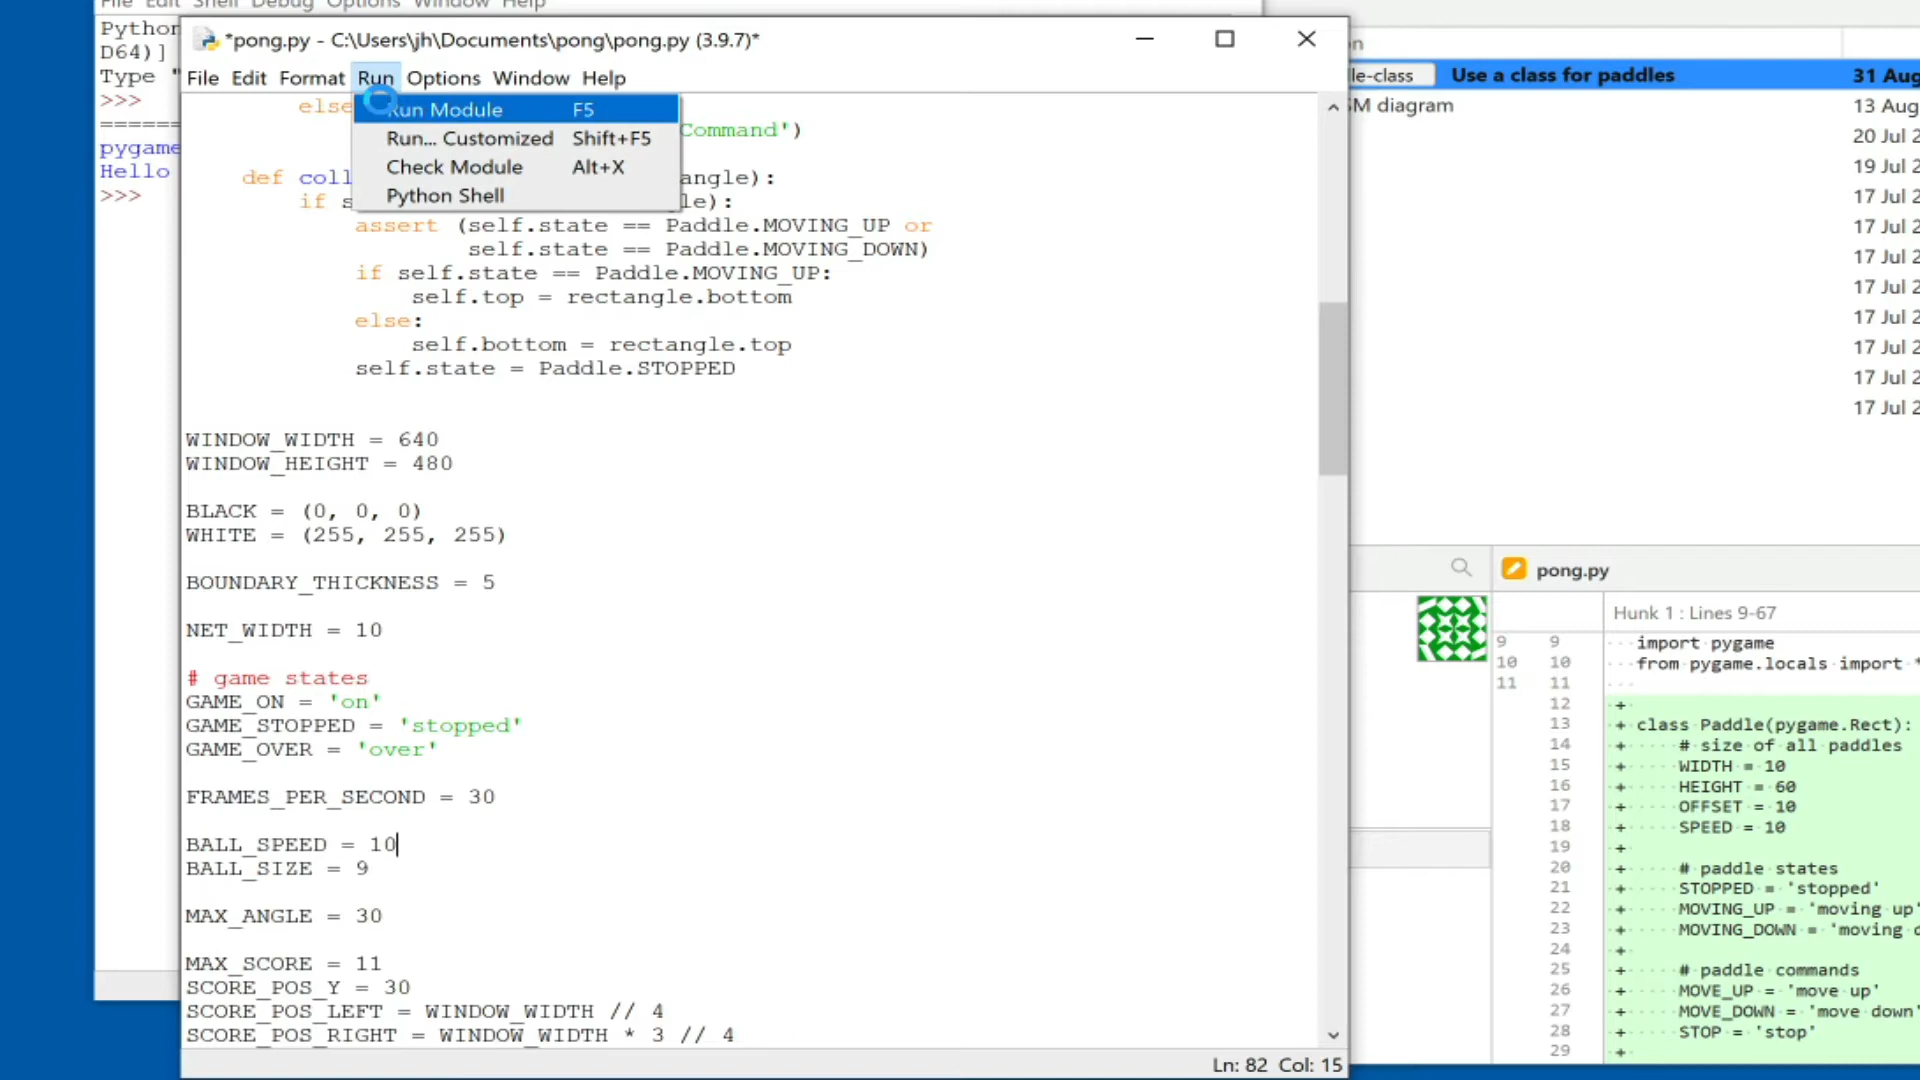 File Edit Shell Debug Options Window Help
Python
D64)]
Type "
>>>
=======
pygame
Hello
>>>
*pong.py - C:\Users\jh\Documents\pong\pong.py (3.9.7)*
File Edit Format Run Options Window Help
Run Module F5
Run... Customized Shift+F5
Check Module Alt+X
Python Shell
else
Command')
def coll angle):
if s le):
assert (self.state == Paddle.MOVING_UP or
self.state == Paddle.MOVING_DOWN)
if self.state == Paddle.MOVING_UP:
self.top = rectangle.bottom
else:
self.bottom = rectangle.top
self.state = Paddle.STOPPED
WINDOW_WIDTH = 640
WINDOW_HEIGHT = 480
BLACK = (0, 0, 0)
WHITE = (255, 255, 255)
BOUNDARY_THICKNESS = 5
NET_WIDTH = 10
# game states
GAME_ON = 'on'
GAME_STOPPED = 'stopped'
GAME_OVER = 'over'
FRAMES_PER_SECOND = 30
BALL_SPEED = 10
BALL_SIZE = 9
MAX_ANGLE = 30
MAX_SCORE = 11
SCORE_POS_Y = 30
SCORE_POS_LEFT = WINDOW_WIDTH // 4
SCORE_POS_RIGHT = WINDOW_WIDTH * 3 // 4
Ln: 82 Col: 15
on
le-class Use a class for paddles 31 Aug
SM diagram 13 Aug
20 Jul 2
19 Jul 2
17 Jul 2
17 Jul 2
17 Jul 2
17 Jul 2
17 Jul 2
17 Jul 2
17 Jul 2
17 Jul 2
pong.py
Hunk 1 : Lines 9-67
9 9 import pygame
10 10 from pygame.locals import *
11 11
12 +
13 + class Paddle(pygame.Rect):
14 + # size of all paddles
15 + WIDTH = 10
16 + HEIGHT = 60
17 + OFFSET = 10
18 + SPEED = 10
19 +
20 + # paddle states
21 + STOPPED = 'stopped'
22 + MOVING_UP = 'moving up'
23 + MOVING_DOWN = 'moving d
24 +
25 + # paddle commands
26 + MOVE_UP = 'move up'
27 + MOVE_DOWN = 'move down'
28 + STOP = 'stop'
29 +